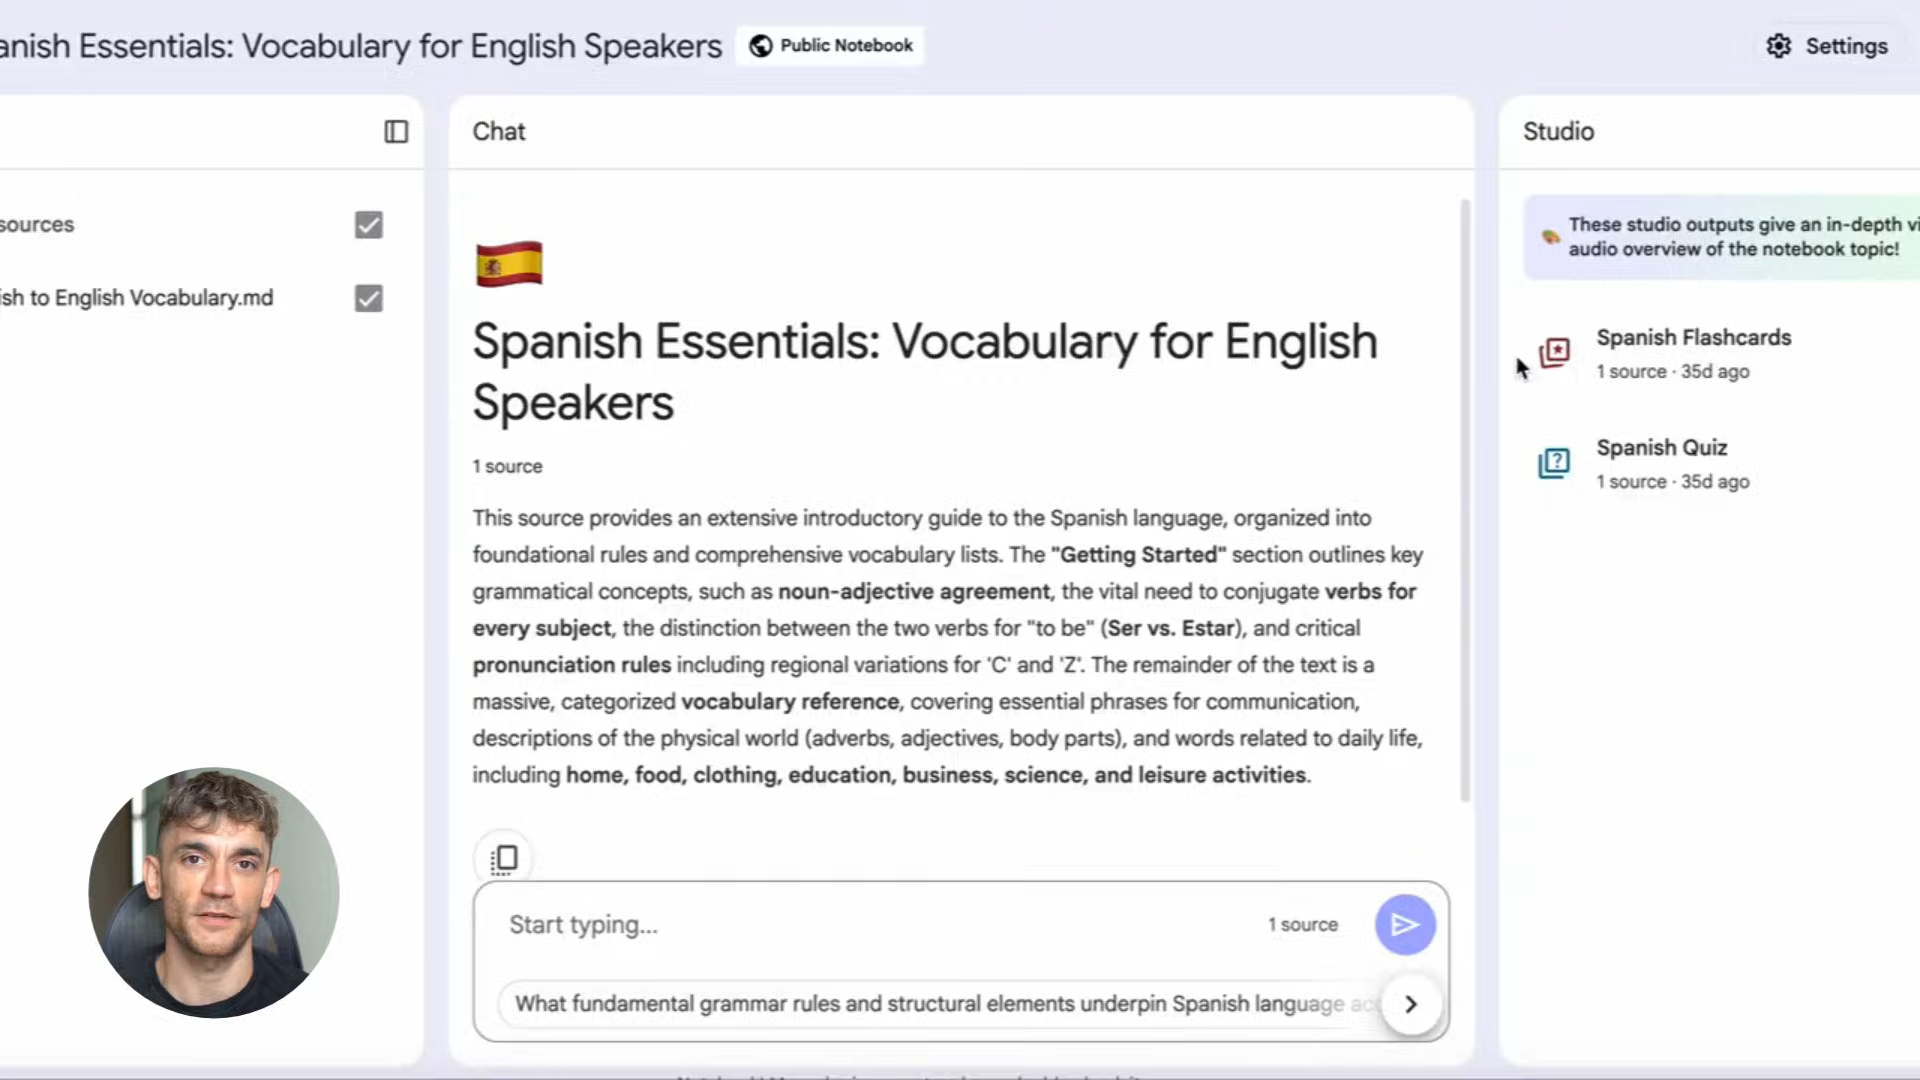 anish Essentials: Vocabulary for English Speakers
Public Notebook
Settings
sources
ish to English Vocabulary.md
Chat
Spanish Essentials: Vocabulary for English
Speakers
1 source
This source provides an extensive introductory guide to the Spanish language, organized into
foundational rules and comprehensive vocabulary lists. The "Getting Started" section outlines key
grammatical concepts, such as noun-adjective agreement, the vital need to conjugate verbs for
every subject, the distinction between the two verbs for "to be" (Ser vs. Estar), and critical
pronunciation rules including regional variations for 'C' and 'Z'. The remainder of the text is a
massive, categorized vocabulary reference, covering essential phrases for communication,
descriptions of the physical world (adverbs, adjectives, body parts), and words related to daily life,
including home, food, clothing, education, business, science, and leisure activities.
Start typing...
1 source
What fundamental grammar rules and structural elements underpin Spanish language
Studio
These studio outputs give an in-depth vi
audio overview of the notebook topic!
Spanish Flashcards
1 source · 35d ago
Spanish Quiz
1 source · 35d ago